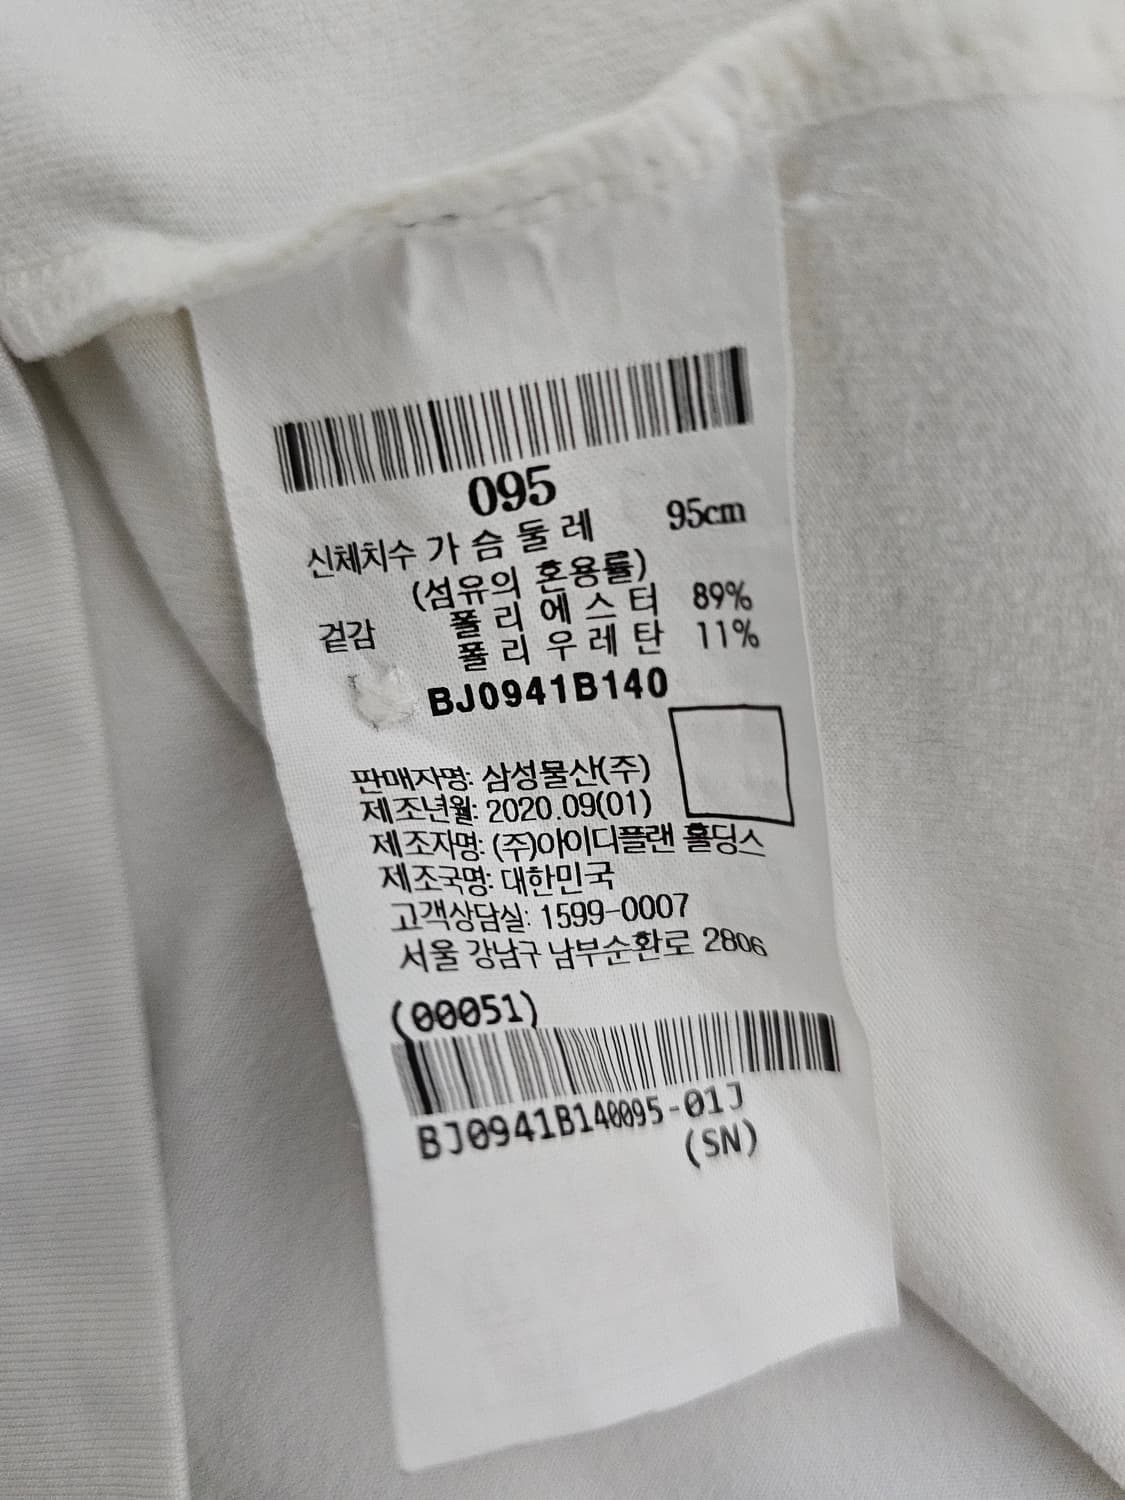 095
신체치수 가 슴 둘 레 95cm
(섬유의 혼용률)
겉감 폴 리 에 스 터 89%
폴 리 우 레 탄 11%
BJ0941B140
판매자명: 삼성물산(주)
제조년월: 2020.09(01)
제조자명: (주)아이디플랜 홀딩스
제조국명: 대한민국
고객상담실: 1599-0007
서울 강남구 남부순환로 2806
(00051)
BJ0941B140095-01J
(SN)